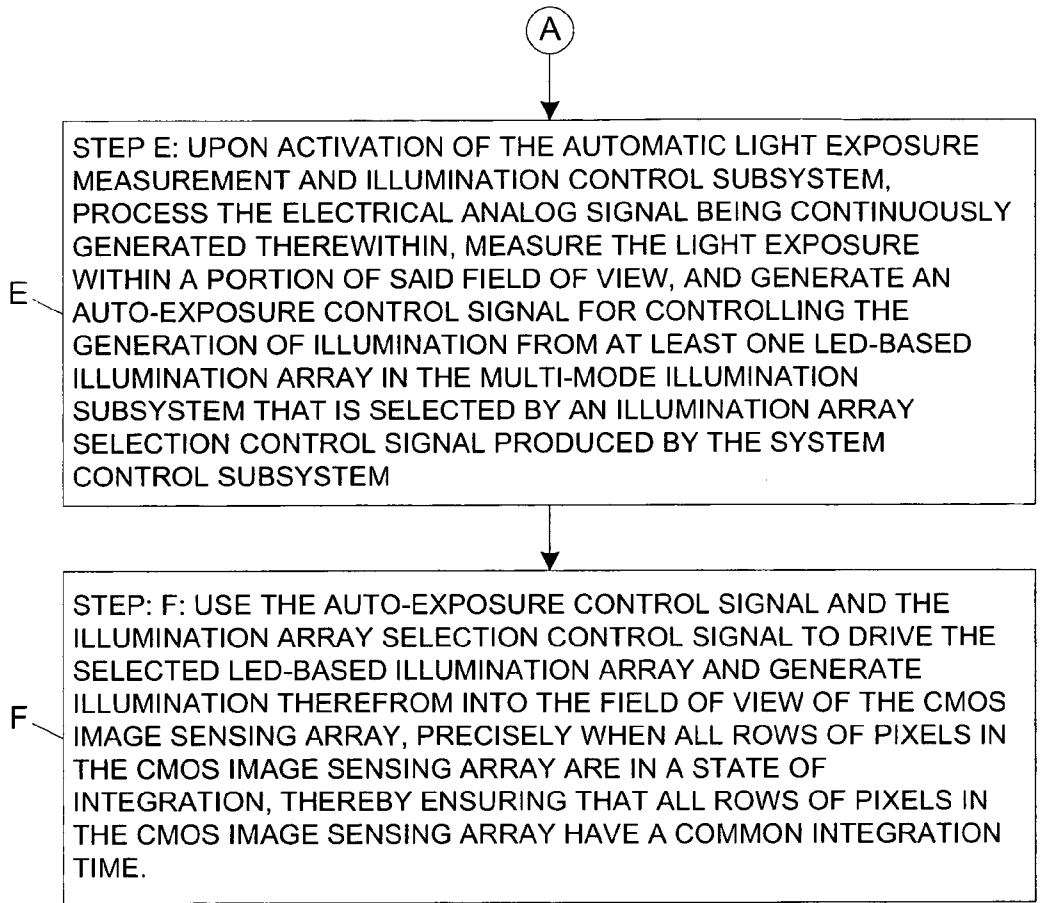 A
STEP E: UPON ACTIVATION OF THE AUTOMATIC LIGHT EXPOSURE
MEASUREMENT AND ILLUMINATION CONTROL SUBSYSTEM,
PROCESS THE ELECTRICAL ANALOG SIGNAL BEING CONTINUOUSLY
GENERATED THEREWITHIN, MEASURE THE LIGHT EXPOSURE
WITHIN A PORTION OF SAID FIELD OF VIEW, AND GENERATE AN
AUTO-EXPOSURE CONTROL SIGNAL FOR CONTROLLING THE
GENERATION OF ILLUMINATION FROM AT LEAST ONE LED-BASED
ILLUMINATION ARRAY IN THE MULTI-MODE ILLUMINATION
SUBSYSTEM THAT IS SELECTED BY AN ILLUMINATION ARRAY
SELECTION CONTROL SIGNAL PRODUCED BY THE SYSTEM
CONTROL SUBSYSTEM
E
STEP: F: USE THE AUTO-EXPOSURE CONTROL SIGNAL AND THE
ILLUMINATION ARRAY SELECTION CONTROL SIGNAL TO DRIVE THE
SELECTED LED-BASED ILLUMINATION ARRAY AND GENERATE
ILLUMINATION THEREFROM INTO THE FIELD OF VIEW OF THE CMOS
IMAGE SENSING ARRAY, PRECISELY WHEN ALL ROWS OF PIXELS IN
THE CMOS IMAGE SENSING ARRAY ARE IN A STATE OF
INTEGRATION, THEREBY ENSURING THAT ALL ROWS OF PIXELS IN
THE CMOS IMAGE SENSING ARRAY HAVE A COMMON INTEGRATION
TIME.
F